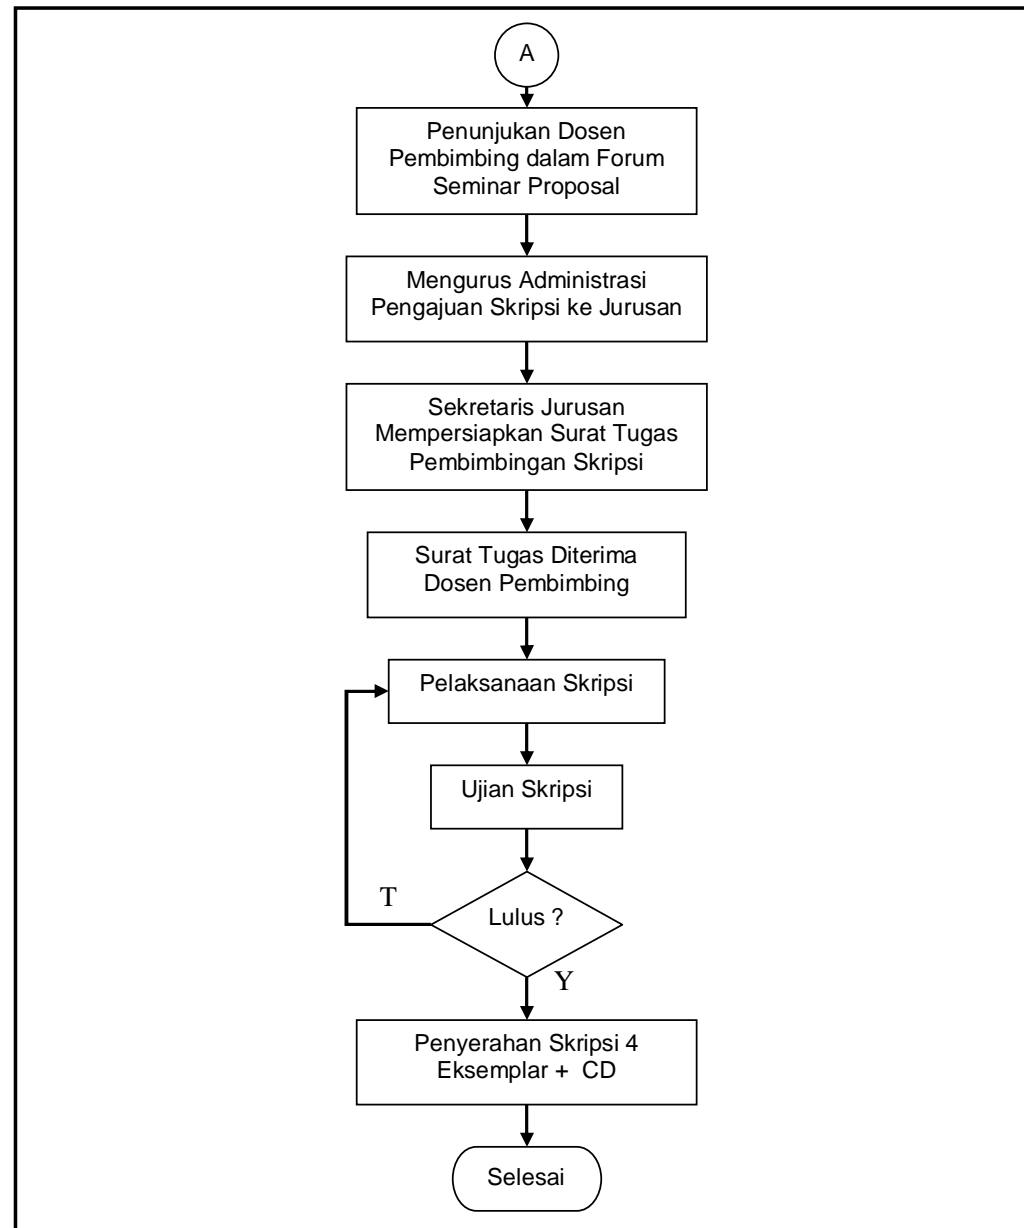 A
Penunjukan Dosen
Pembimbing dalam Forum
Seminar Proposal
Mengurus Administrasi
Pengajuan Skripsi ke Jurusan
Sekretaris Jurusan
Mempersiapkan Surat Tugas
Pembimbingan Skripsi
Surat Tugas Diterima
Dosen Pembimbing
Pelaksanaan Skripsi
Ujian Skripsi
T
Lulus ?
Y
Penyerahan Skripsi 4
Eksemplar + CD
Selesai